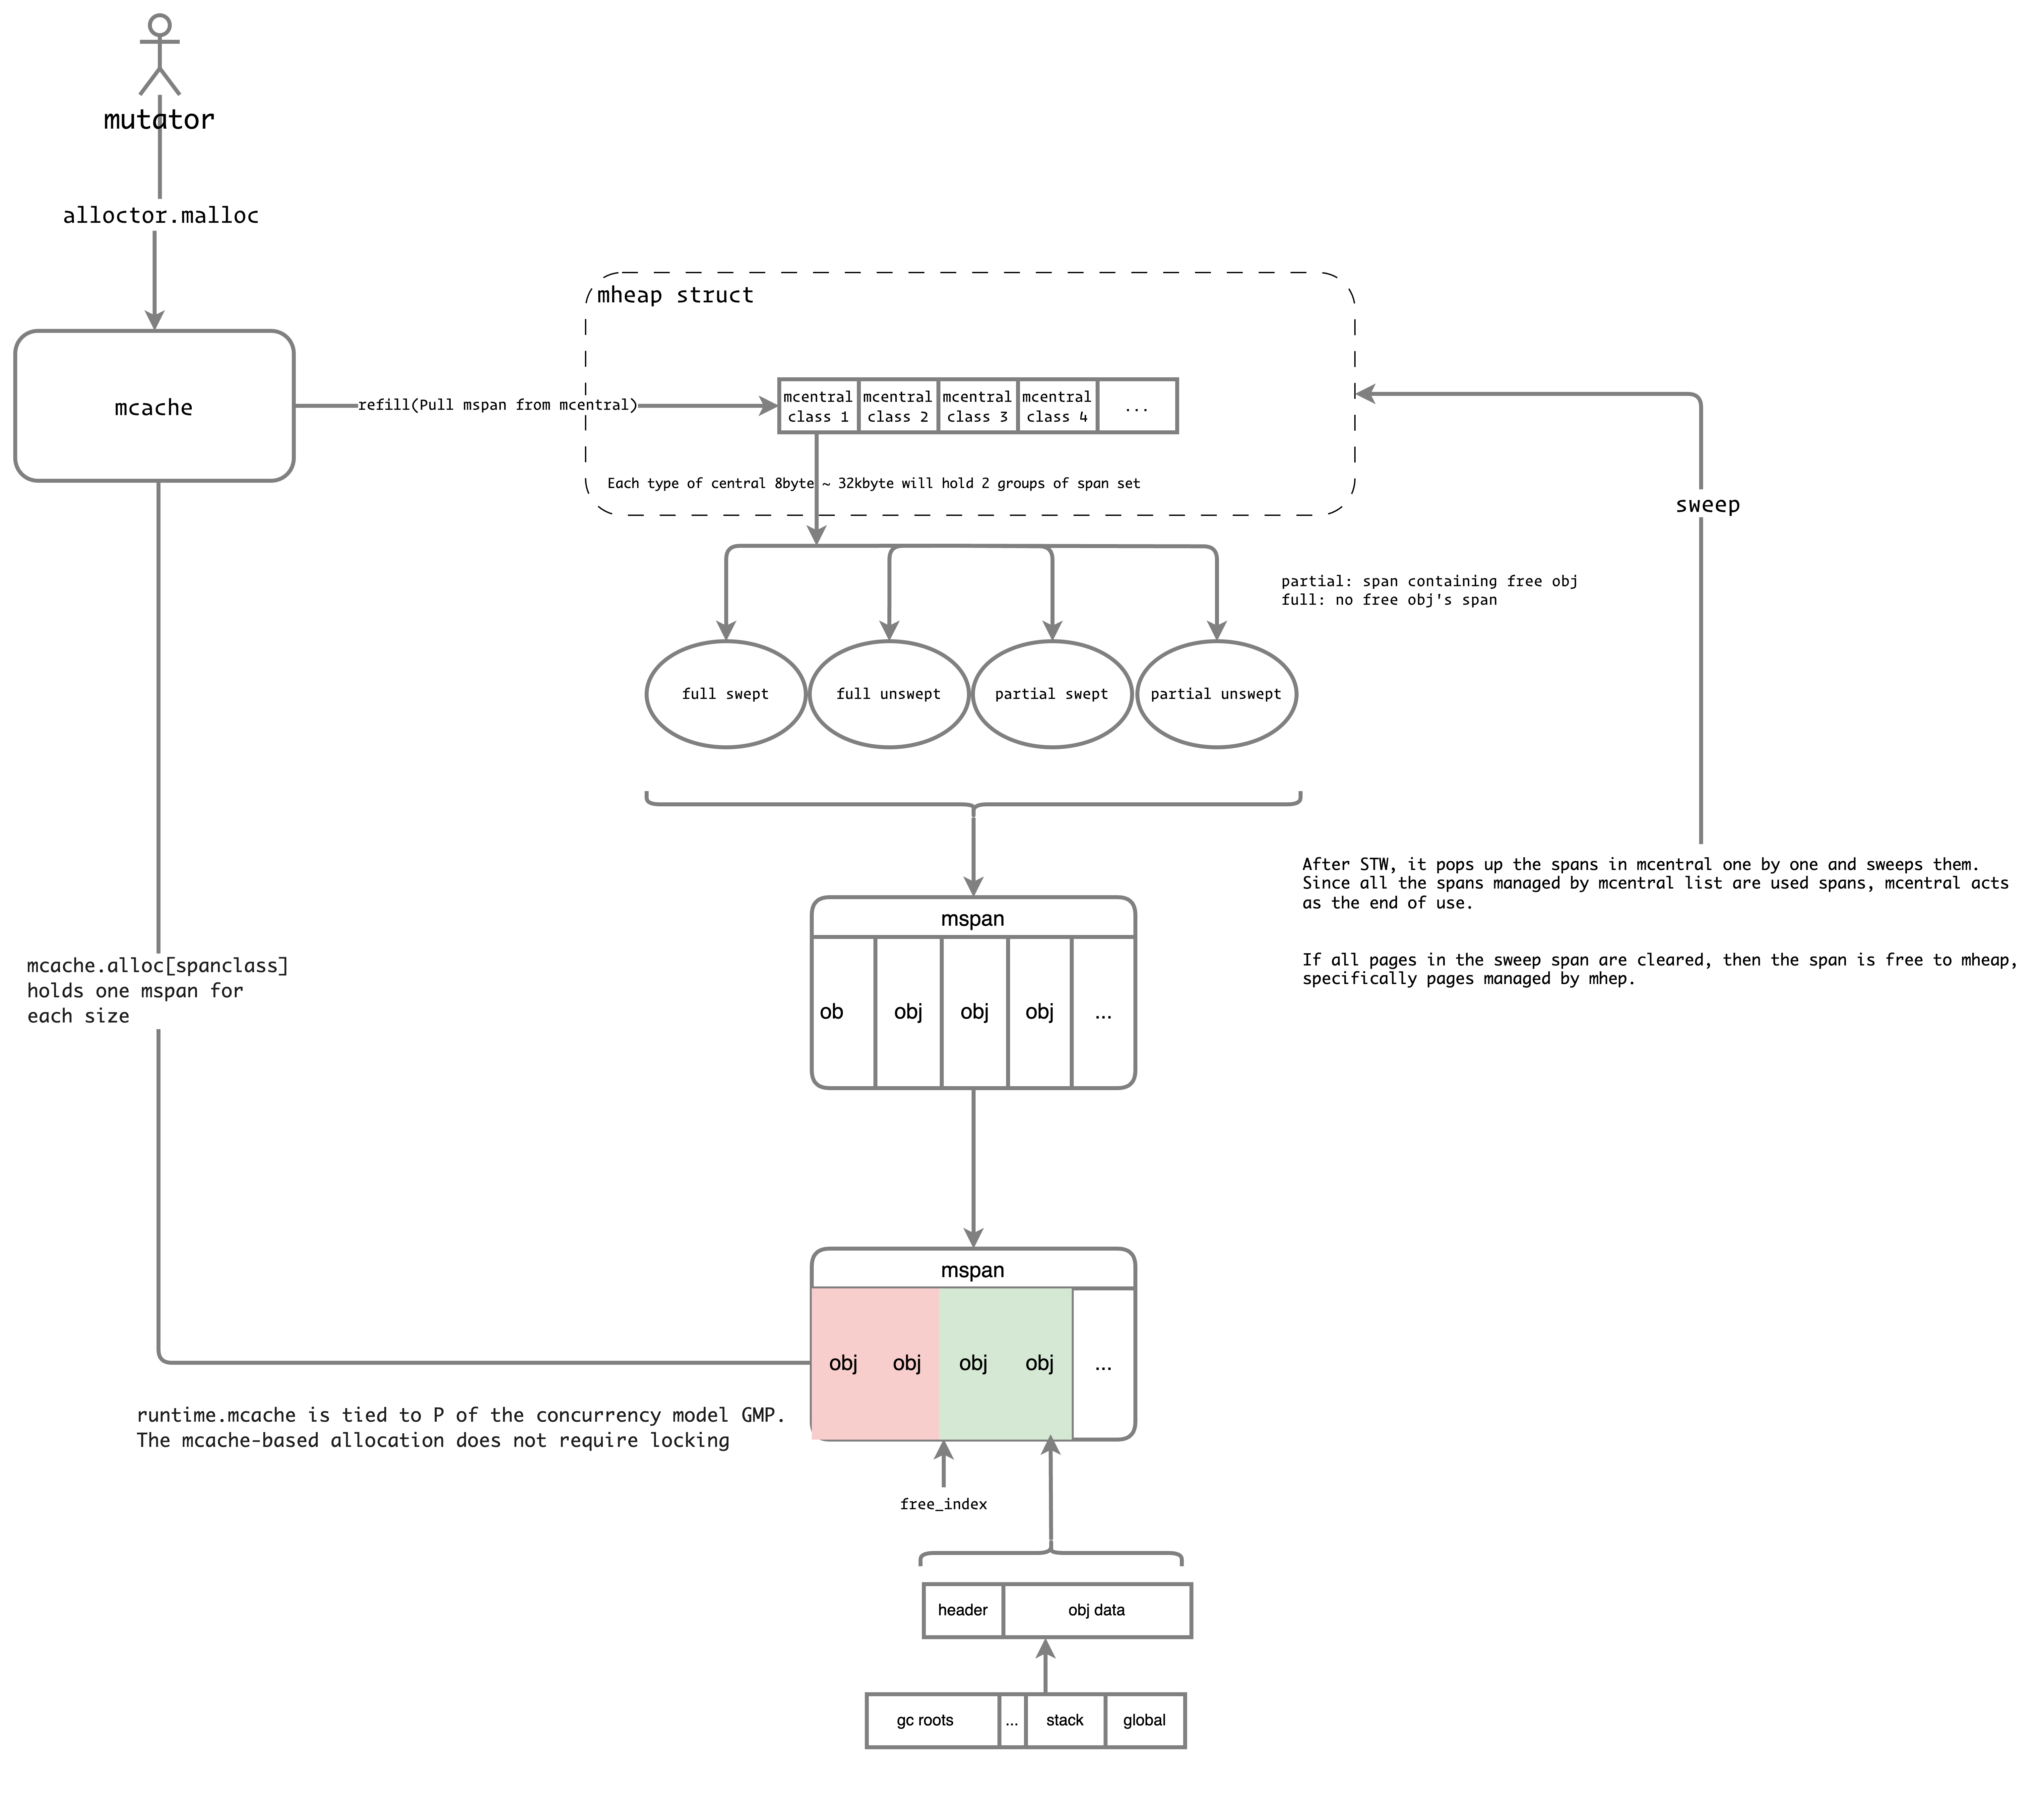 mutator
alloctor.malloc
mheap struct
mcache
refill(Pull mspan from mcentral)
mcentral
class 1
mcentral
class 2
mcentral
class 3
mcentral
class 4
...
Each type of central 8byte ~ 32kbyte will hold 2 groups of span set
sweep
partial: span containing free obj
full: no free obj's span
full swept
full unswept
partial swept
partial unswept
After STW, it pops up the spans in mcentral one by one and sweeps them.
Since all the spans managed by mcentral list are used spans, mcentral acts
as the end of use.
If all pages in the sweep span are cleared, then the span is free to mheap,
specifically pages managed by mhep.
mspan
ob
obj
obj
obj
...
mcache.alloc[spanclass]
holds one mspan for
each size
mspan
obj
obj
obj
obj
...
runtime.mcache is tied to P of the concurrency model GMP.
The mcache-based allocation does not require locking
free_index
header
obj data
gc roots
...
stack
global